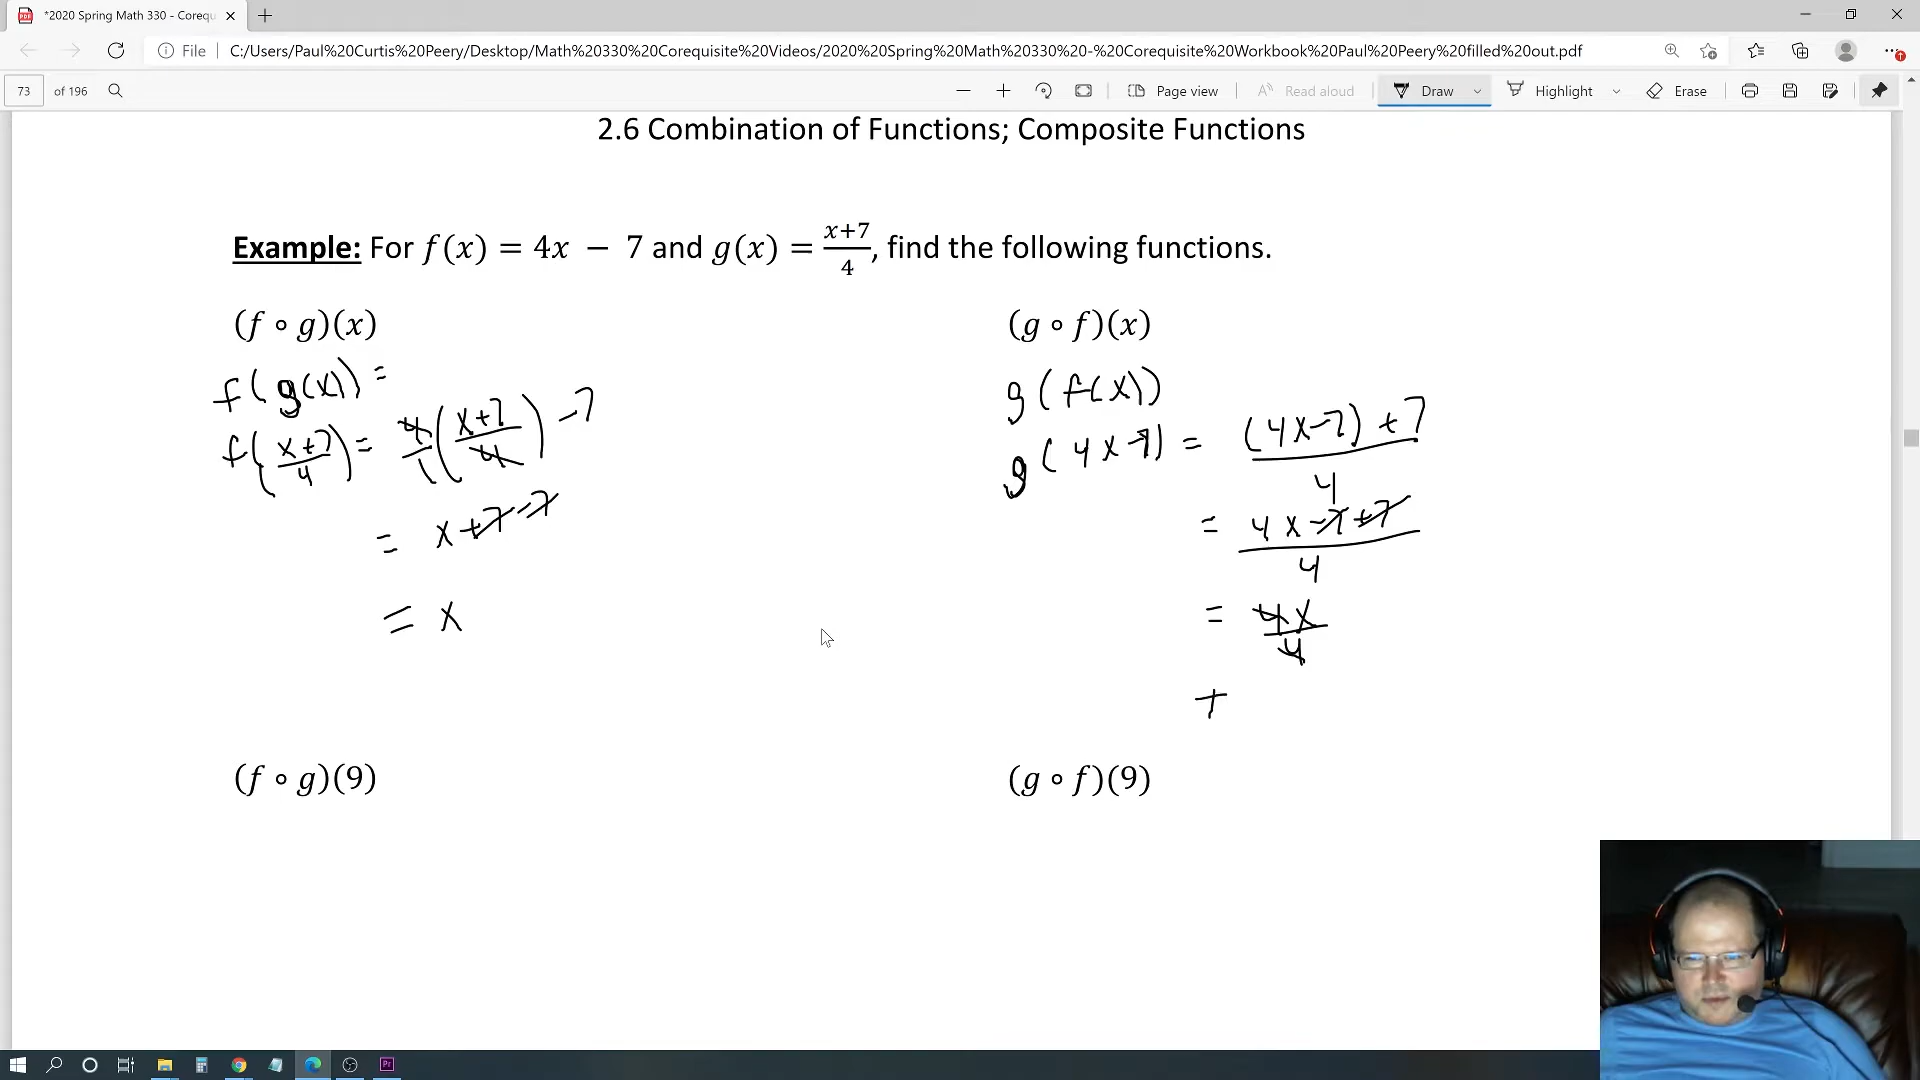 *2020 Spring Math 330 - Corequ
File C:/Users/Paul%20Curtis%20Peery/Desktop/Math%20330%20Corequisite%20Videos/2020%20Spring%20Math%20330%20-%20Corequisite%20Workbook%20Paul%20Peery%20filled%20out.pdf
73 of 196 Page view Read aloud Draw Highlight Erase
2.6 Combination of Functions; Composite Functions
Example: For f(x) = 4x − 7 and g(x) = (x+7)/4, find the following functions.
(f ∘ g)(x)
f(g(x)) =
f((x+7)/4) = 4/1((x+7)/4) -7
= x+7-7
= x
(g ∘ f)(x)
g(f(x))
g(4x-7) = ((4x-7)+7)/4
= (4x-7+7)/4
= 4x/4
+
(f ∘ g)(9)
(g ∘ f)(9)
Pr